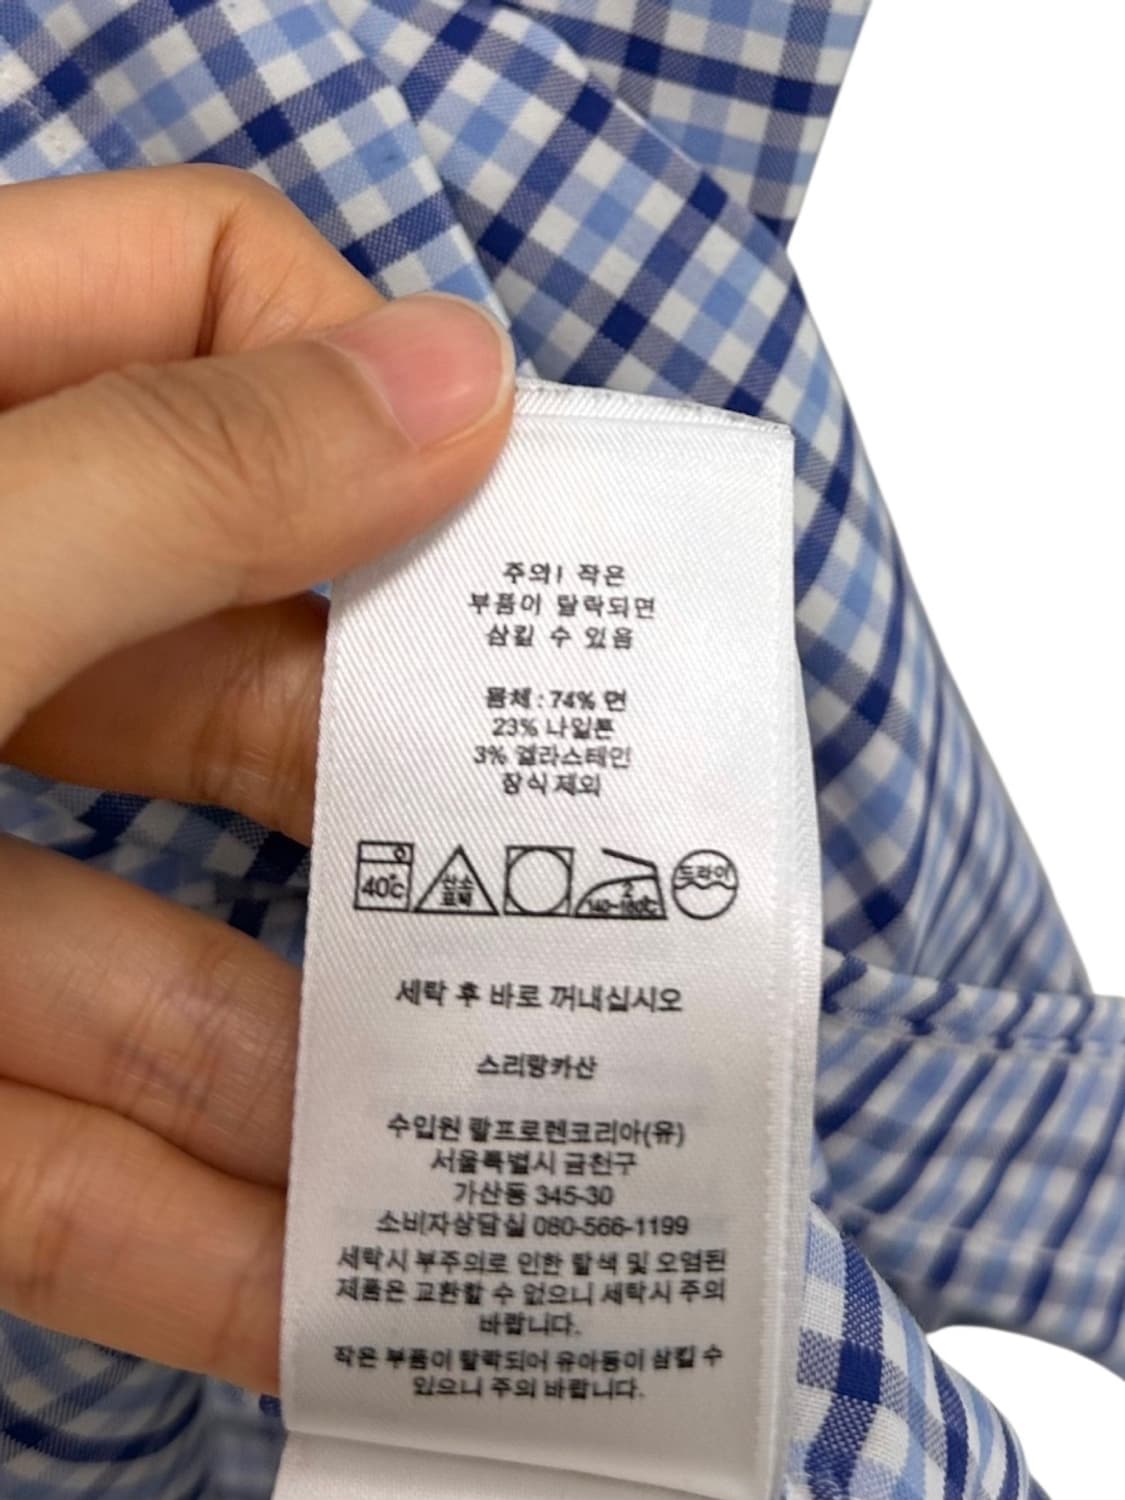 주의! 작은
부품이 탈락되면
삼킬 수 있음
몸체 : 74% 면
23% 나일론
3% 엘라스테인
장식 제외
40℃
산소
표백
2
140-160℃
드라이
세탁 후 바로 꺼내십시오
스리랑카산
수입원 랄프로렌코리아(유)
서울특별시 금천구
가산동 345-30
소비자상담실 080-566-1199
세탁시 부주의로 인한 탈색 및 오염된
제품은 교환할 수 없으니 세탁시 주의
바랍니다.
작은 부품이 탈락되어 유아동이 삼킬 수
있으니 주의 바랍니다.